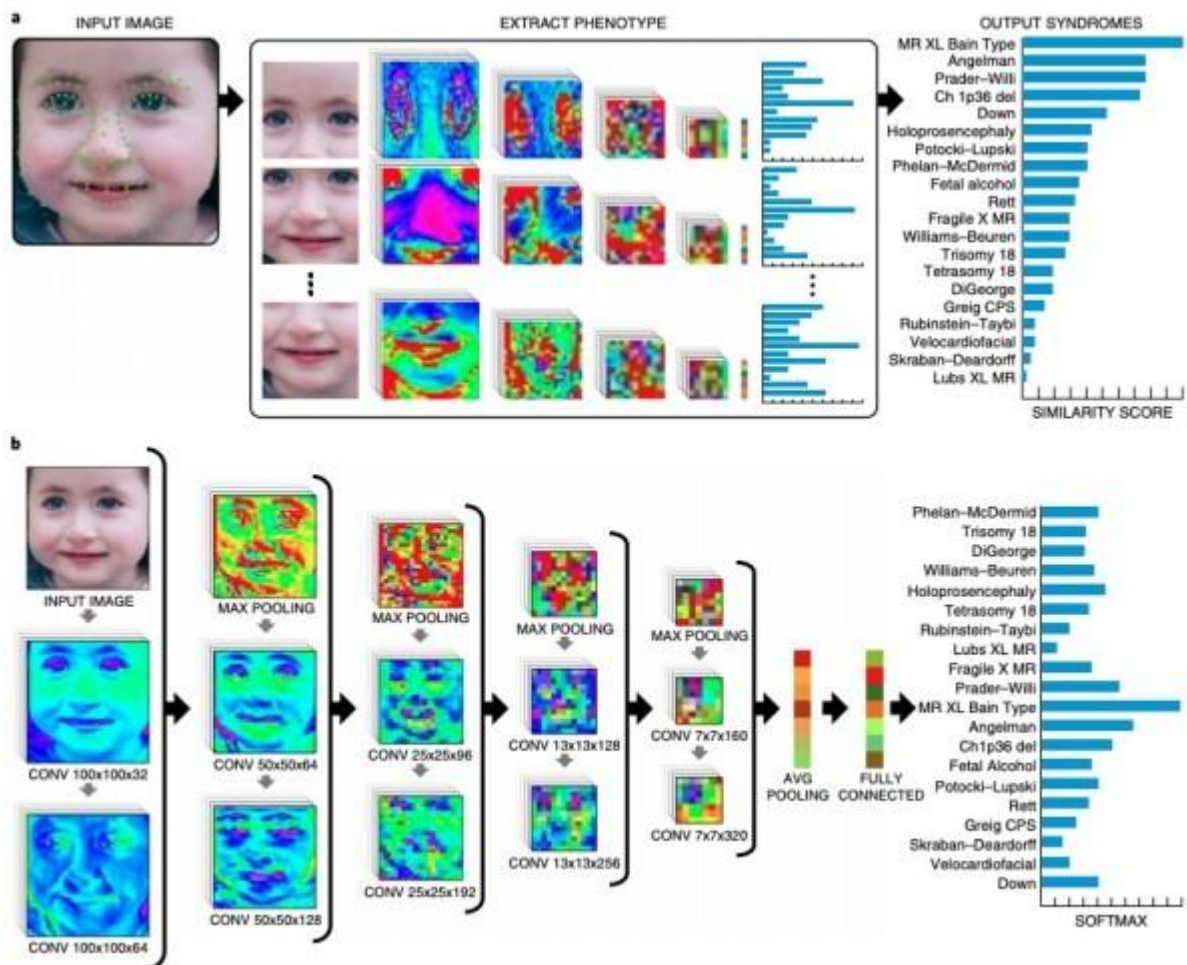 a
INPUT IMAGE
EXTRACT PHENOTYPE
OUTPUT SYNDROMES
MR XL Bain Type
Angelman
Prader–Willi
Ch 1p36 del
Down
Holoprosencephaly
Potocki–Lupski
Phelan–McDermid
Fetal alcohol
Rett
Fragile X MR
Williams–Beuren
Trisomy 18
Tetrasomy 18
DiGeorge
Greig CPS
Rubinstein–Taybi
Velocardiofacial
Skraban–Deardorff
Lubs XL MR
SIMILARITY SCORE
b
INPUT IMAGE
CONV 100x100x32
CONV 100x100x64
MAX POOLING
CONV 50x50x64
CONV 50x50x128
MAX POOLING
CONV 25x25x96
CONV 25x25x192
MAX POOLING
CONV 13x13x128
CONV 13x13x256
MAX POOLING
CONV 7x7x160
CONV 7x7x320
AVG
POOLING
FULLY
CONNECTED
Phelan–McDermid
Trisomy 18
DiGeorge
Williams–Beuren
Holoprosencephaly
Tetrasomy 18
Rubinstein–Taybi
Lubs XL MR
Fragile X MR
Prader–Willi
MR XL Bain Type
Angelman
Ch1p36 del
Fetal Alcohol
Potocki–Lupski
Rett
Greig CPS
Skraban–Deardorff
Velocardiofacial
Down
SOFTMAX